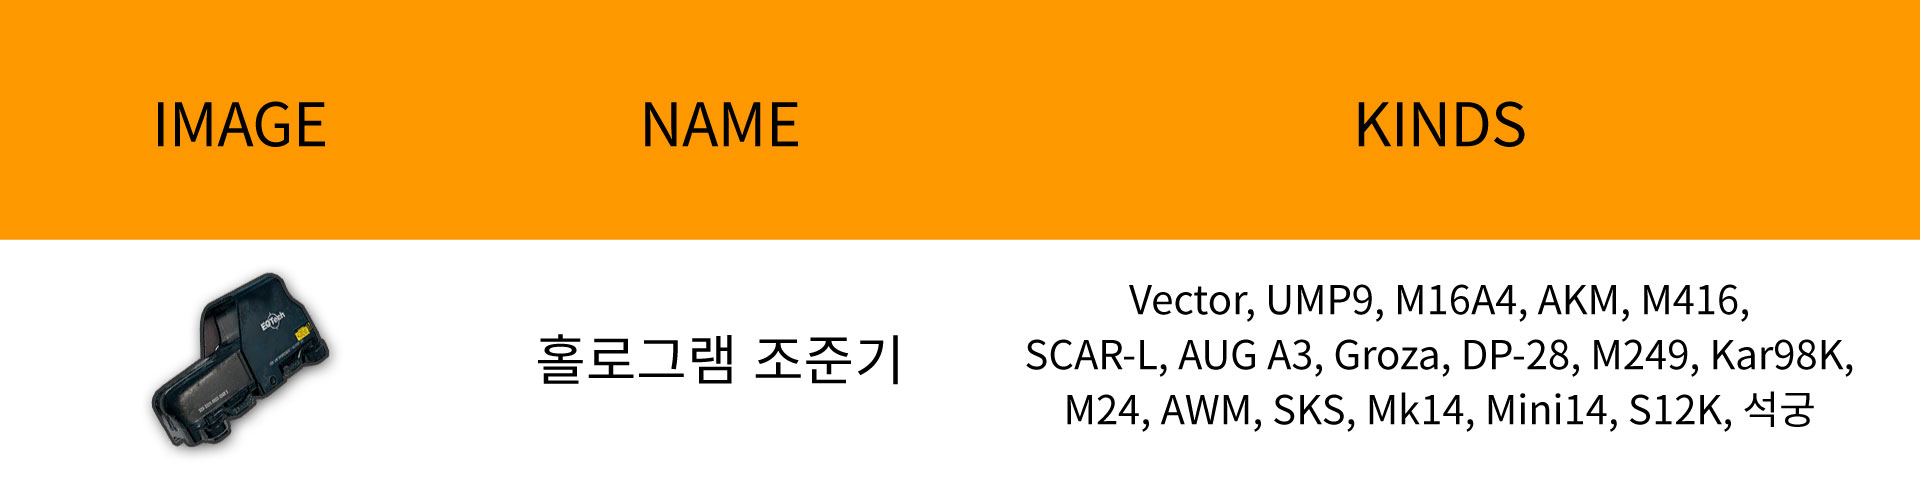 IMAGE
NAME
KINDS
EOTech
홀로그램 조준기
Vector, UMP9, M16A4, AKM, M416,
SCAR-L, AUG A3, Groza, DP-28, M249, Kar98K,
M24, AWM, SKS, Mk14, Mini14, S12K, 석궁